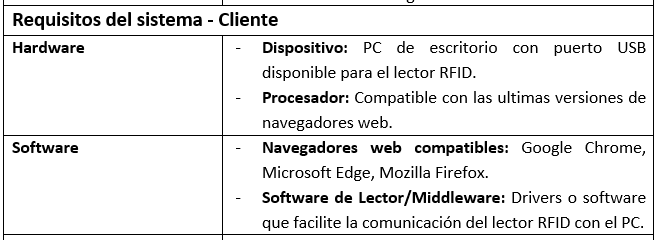 Requisitos del sistema - Cliente
Hardware
- Dispositivo: PC de escritorio con puerto USB
disponible para el lector RFID.
- Procesador: Compatible con las ultimas versiones de
navegadores web.
Software
- Navegadores web compatibles: Google Chrome,
Microsoft Edge, Mozilla Firefox.
- Software de Lector/Middleware: Drivers o software
que facilite la comunicación del lector RFID con el PC.